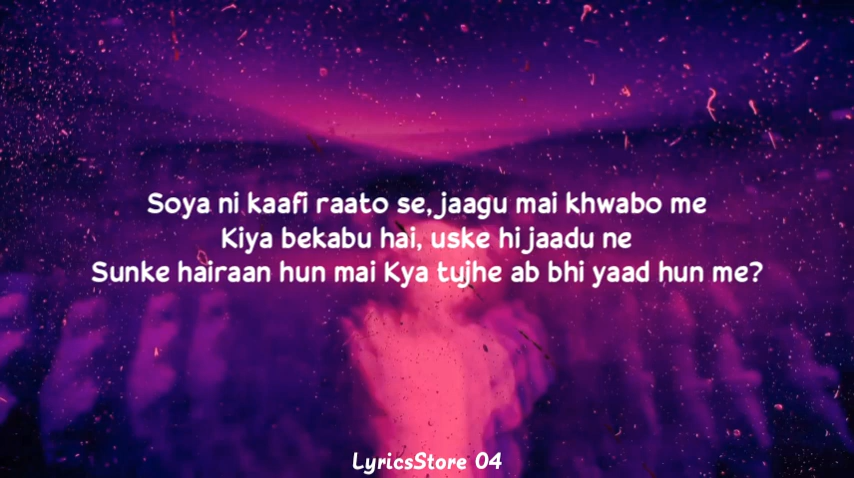 Soya ni kaafi raato se, jaagu mai khwabo me
Kiya bekabu hai, uske hi jaadu ne
Sunke hairaan hun mai Kya tujhe ab bhi yaad hun me?
LyricsStore 04